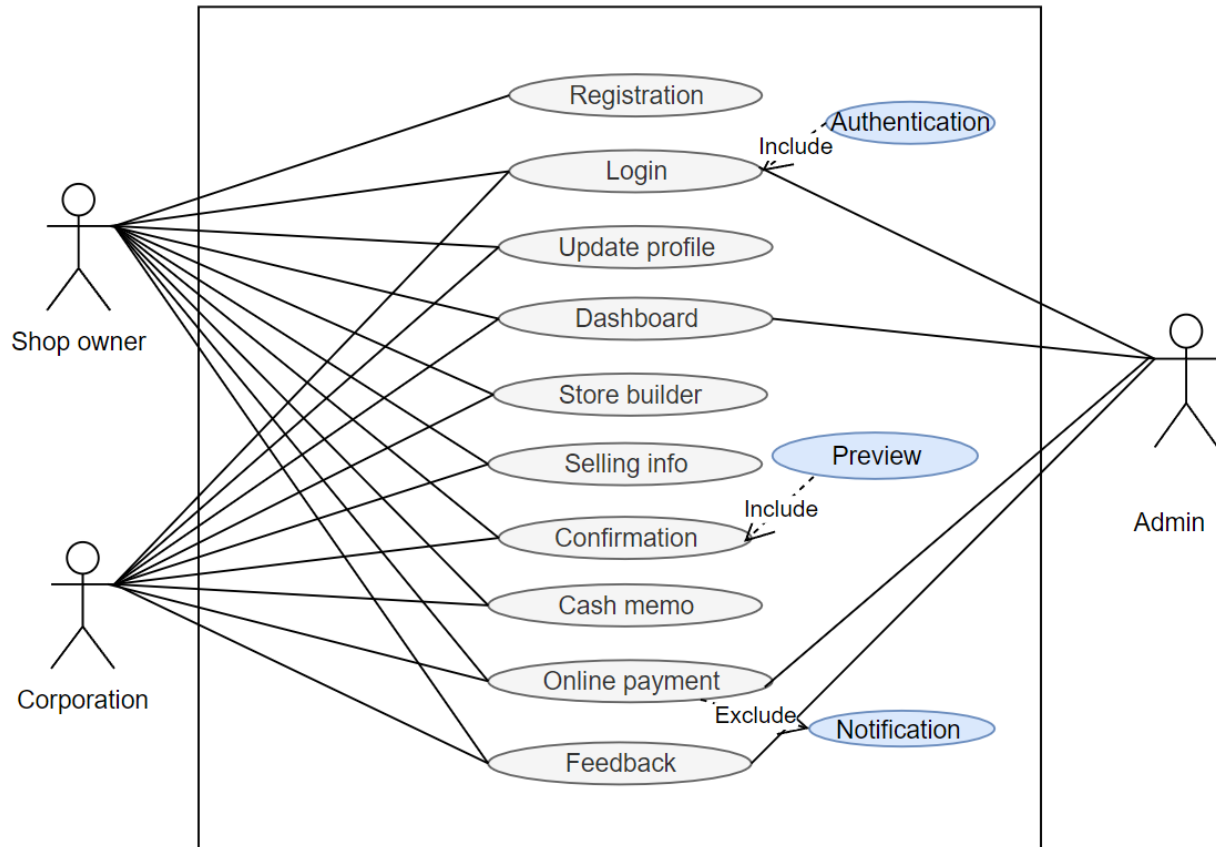 Registration
Authentication
Include
Login
Update profile
Shop owner
Dashboard
Store builder
Preview
Selling info
Include
Admin
Confirmation
Cash memo
Corporation
Online payment
Exclude
Notification
Feedback